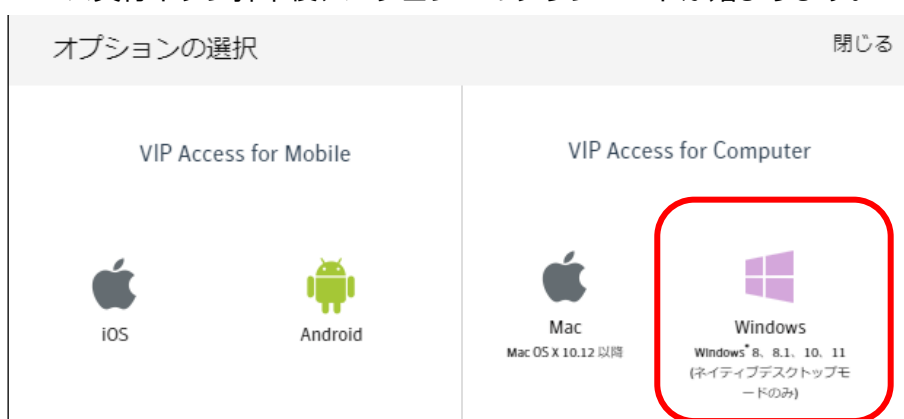 オプションの選択
閉じる
VIP Access for Mobile
VIP Access for Computer
iOS
Android
Mac
Mac OS X 10.12 以降
Windows
Windows* 8、8.1、10、11
(ネイティブデスクトップモ
ードのみ)